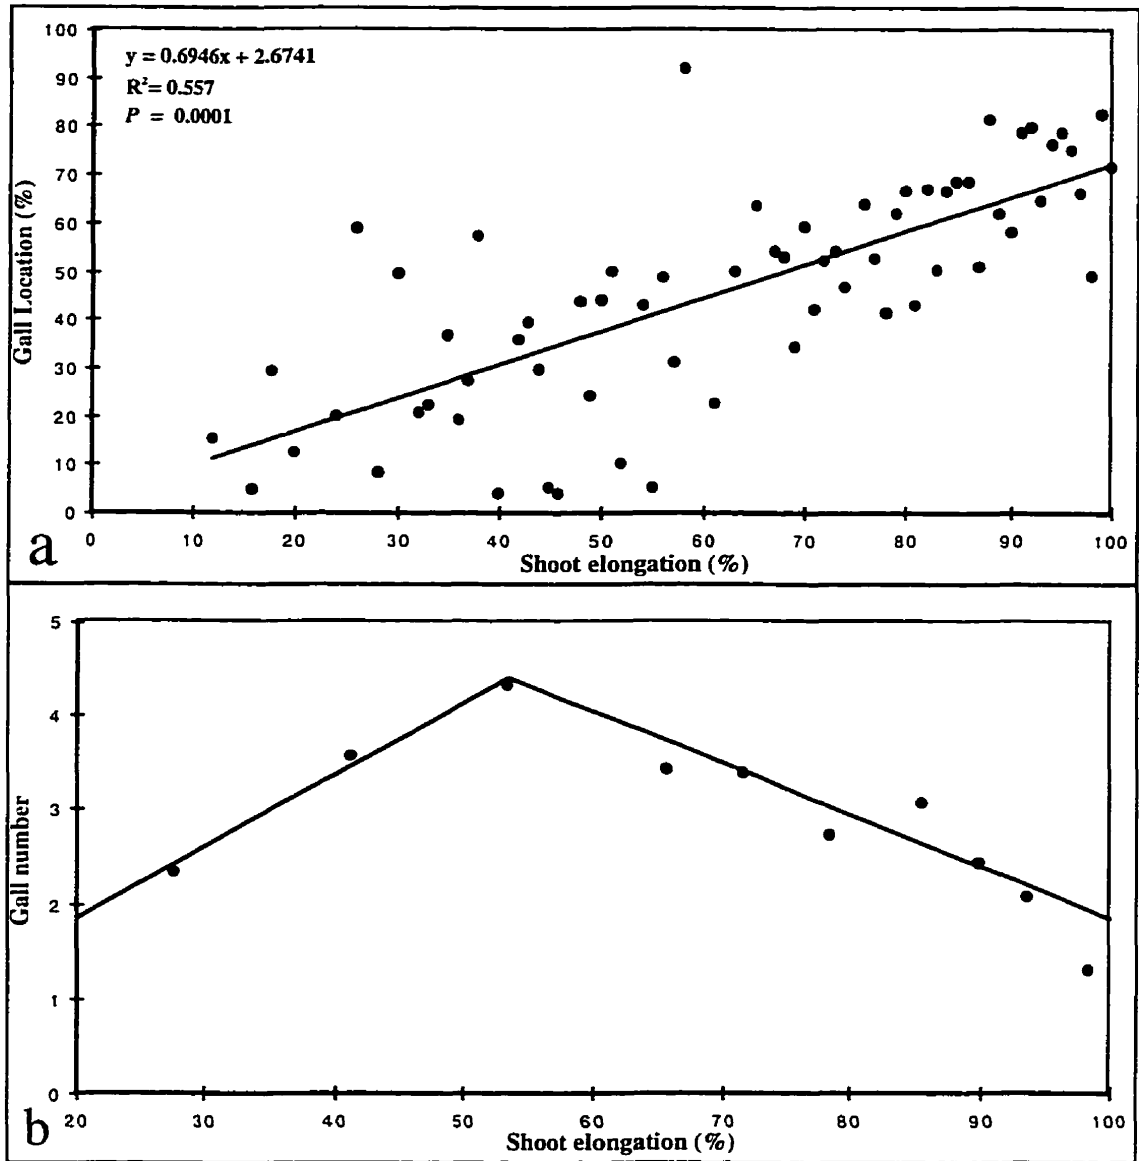 100
90
80
70
60
50
40
30
20
10
0
Gall Location (%)
y = 0.6946x + 2.6741
R²= 0.557
P = 0.0001
0 10 20 30 40 50 60 70 80 90 100
Shoot elongation (%)
a
5
4
3
2
1
0
Gall number
20 30 40 50 60 70 80 90 100
Shoot elongation (%)
b